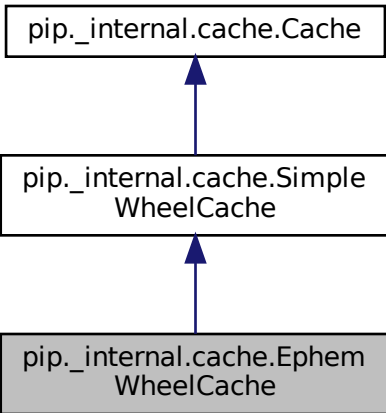 pip._internal.cache.Cache
pip._internal.cache.Simple
WheelCache
pip._internal.cache.Ephem
WheelCache